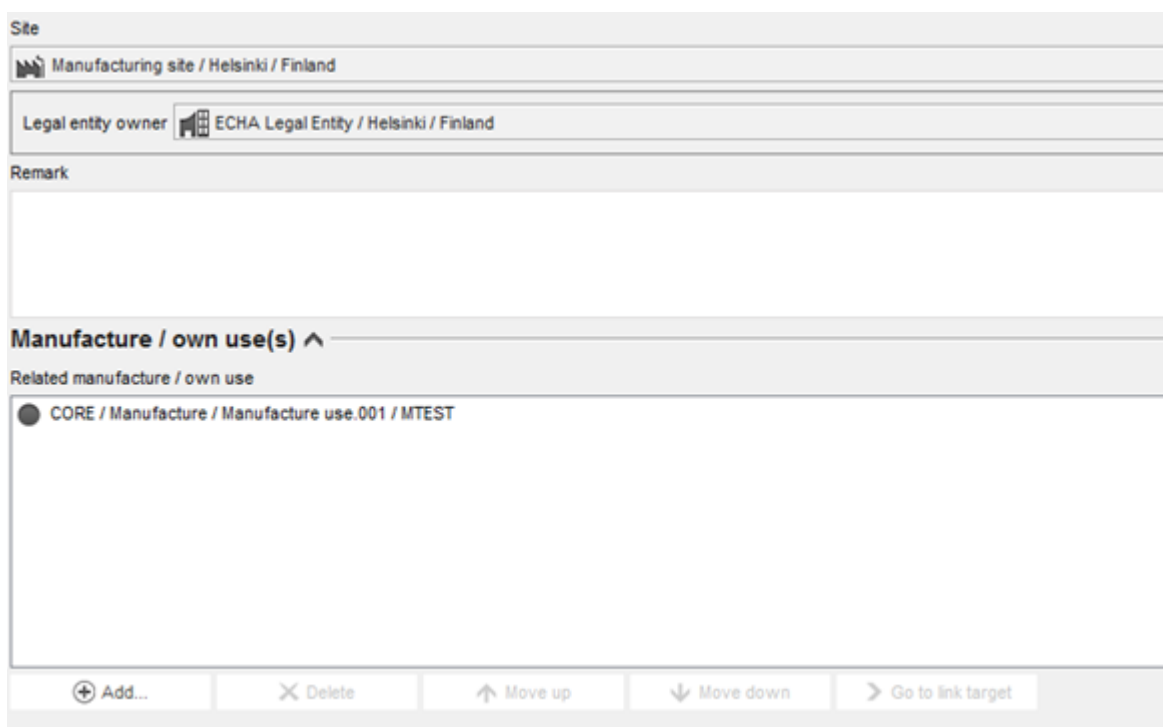 Site
Manufacturing site / Helsinki / Finland
Legal entity owner ECHA Legal Entity / Helsinki / Finland
Remark
Manufacture / own use(s)
Related manufacture / own use
CORE / Manufacture / Manufacture use.001 / MTEST
Add... Delete Move up Move down Go to link target